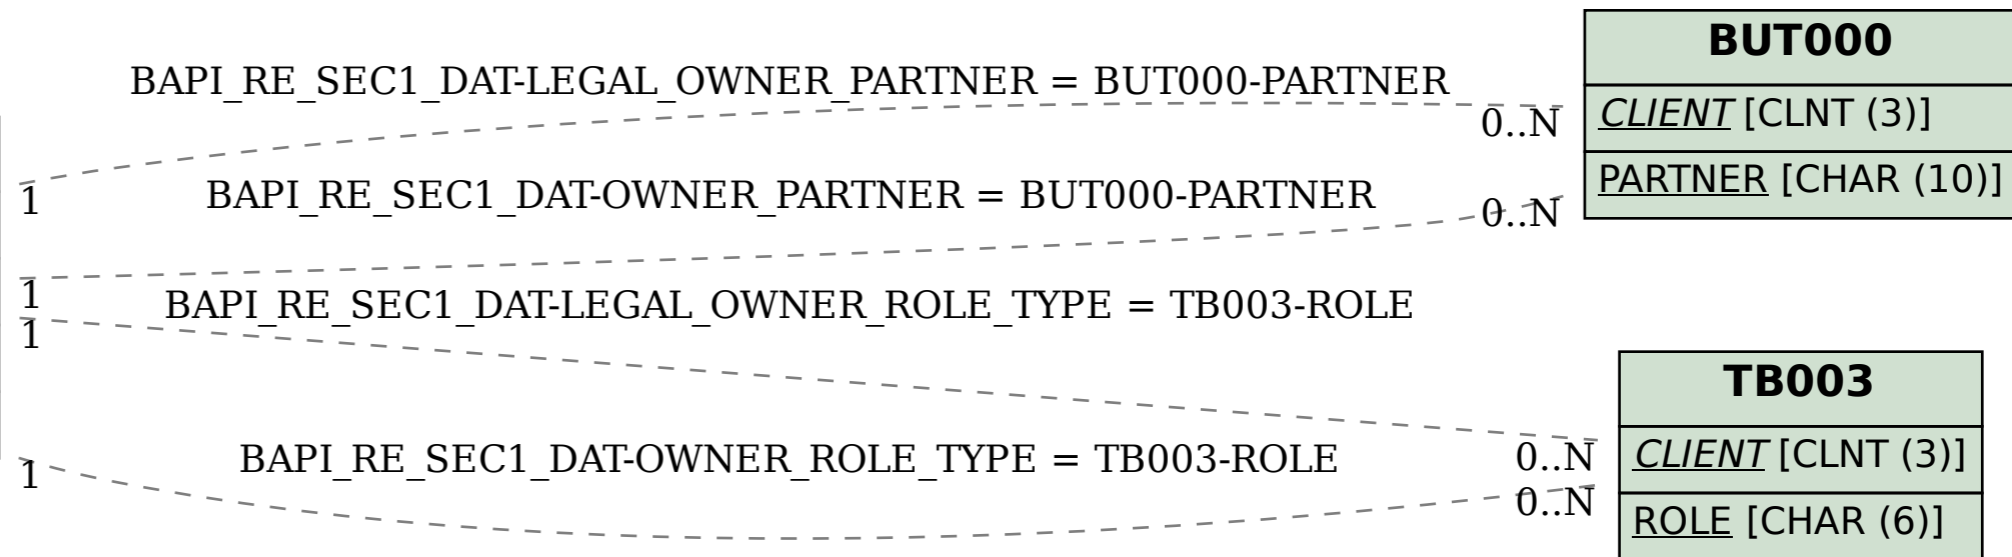 BUT000
BAPI_RE_SEC1_DAT-LEGAL_OWNER_PARTNER = BUT000-PARTNER
CLIENT [CLNT (3)]
0..N
PARTNER [CHAR (10)]
1
BAPI_RE_SEC1_DAT-OWNER_PARTNER = BUT000-PARTNER
0..N
1
BAPI_RE_SEC1_DAT-LEGAL_OWNER_ROLE_TYPE = TB003-ROLE
1
TB003
0..N
CLIENT [CLNT (3)]
BAPI_RE_SEC1_DAT-OWNER_ROLE_TYPE = TB003-ROLE
1
0..N
ROLE [CHAR (6)]